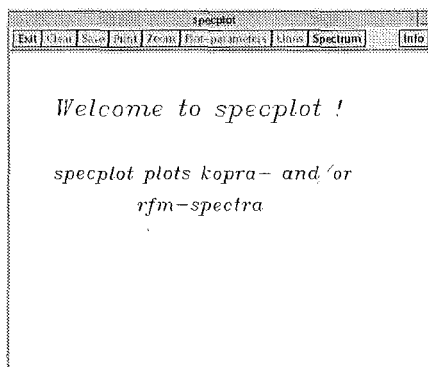 specplot
Exit Clear Save Print Zoom Plot-parameters Lines Spectrum Info
Welcome to specplot !
specplot plots kopra- and/or
rfm-spectra